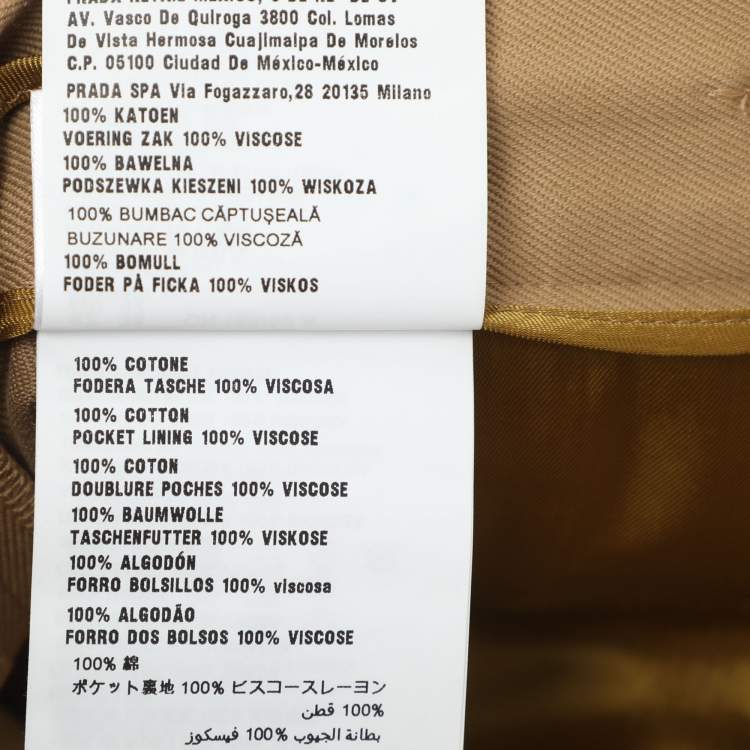 AV. Vasco De Quiroga 3800 Col. Lomas
De Vista Hermosa Cuajimalpa De Morelos
C.P. 05100 Ciudad De México-México
PRADA SPA Via Fogazzaro,28 20135 Milano
100% KATOEN
VOERING ZAK 100% VISCOSE
100% BAWELNA
PODSZEWKA KIESZENI 100% WISKOZA
100% BUMBAC CĂPTUŞEALĂ
BUZUNARE 100% VISCOZĂ
100% BOMULL
FODER PÅ FICKA 100% VISKOS
100% COTONE
FODERA TASCHE 100% VISCOSA
100% COTTON
POCKET LINING 100% VISCOSE
100% COTON
DOUBLURE POCHES 100% VISCOSE
100% BAUMWOLLE
TASCHENFUTTER 100% VISKOSE
100% ALGODÓN
FORRO BOLSILLOS 100% viscosa
100% ALGODÃO
FORRO DOS BOLSOS 100% VISCOSE
100% 綿
ポケット裏地 100% ビスコースレーヨン
100% قطن
بطانة الجيوب 100% فيسكوز